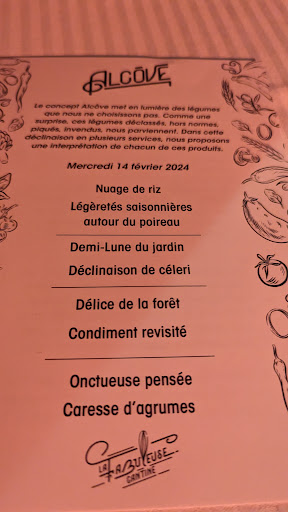 ALCÔVE
Le concept Alcôve met en lumière des légumes
que nous ne choisissons pas. Comme une
surprise, ces légumes déclassés, hors normes,
piqués, invendus, nous parviennent. Dans cette
déclinaison en plusieurs services, nous proposons
une interprétation de chacun de ces produits.
Mercredi 14 février 2024
Nuage de riz
Légèretés saisonnières
autour du poireau
Demi-Lune du jardin
Déclinaison de céleri
Délice de la forêt
Condiment revisité
Onctueuse pensée
Caresse d'agrumes
LA
FABULEUSE
CANTINE